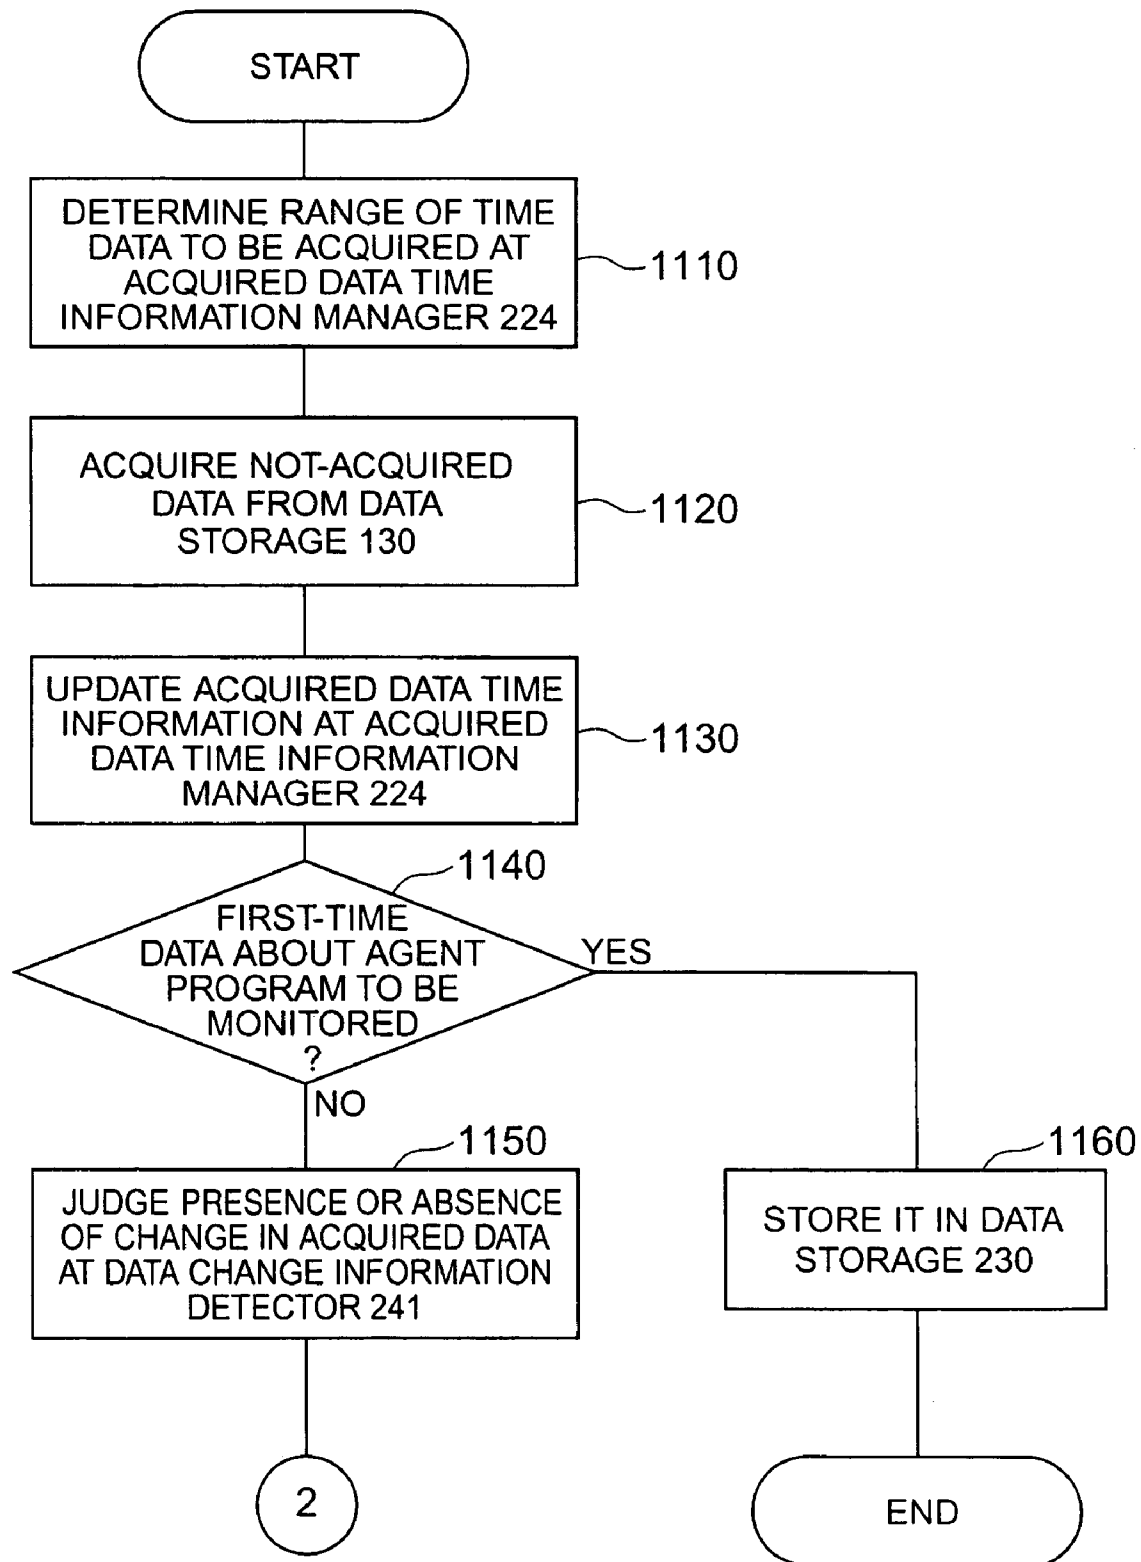 START
DETERMINE RANGE OF TIME
DATA TO BE ACQUIRED AT
ACQUIRED DATA TIME
INFORMATION MANAGER 224
1110
ACQUIRE NOT-ACQUIRED
DATA FROM DATA
STORAGE 130
1120
UPDATE ACQUIRED DATA TIME
INFORMATION AT ACQUIRED
DATA TIME INFORMATION
MANAGER 224
1130
1140
FIRST-TIME
DATA ABOUT AGENT
PROGRAM TO BE
MONITORED
?
YES
NO
1150
JUDGE PRESENCE OR ABSENCE
OF CHANGE IN ACQUIRED DATA
AT DATA CHANGE INFORMATION
DETECTOR 241
1160
STORE IT IN DATA
STORAGE 230
2
END